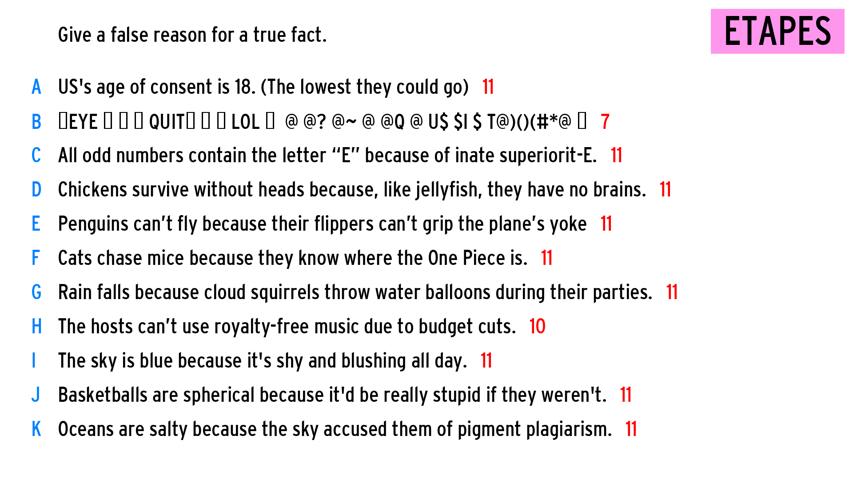 Give a false reason for a true fact.
ETAPES
A US's age of consent is 18. (The lowest they could go) 11
B ▯EYE ▯ ▯ ▯ QUIT▯ ▯ ▯ LOL ▯ @ @? @~ @ @Q @ U$ $I $ T@)()(#*@ ▯ 7
C All odd numbers contain the letter “E” because of inate superiorit-E. 11
D Chickens survive without heads because, like jellyfish, they have no brains. 11
E Penguins can’t fly because their flippers can’t grip the plane’s yoke 11
F Cats chase mice because they know where the One Piece is. 11
G Rain falls because cloud squirrels throw water balloons during their parties. 11
H The hosts can’t use royalty-free music due to budget cuts. 10
I The sky is blue because it's shy and blushing all day. 11
J Basketballs are spherical because it'd be really stupid if they weren't. 11
K Oceans are salty because the sky accused them of pigment plagiarism. 11